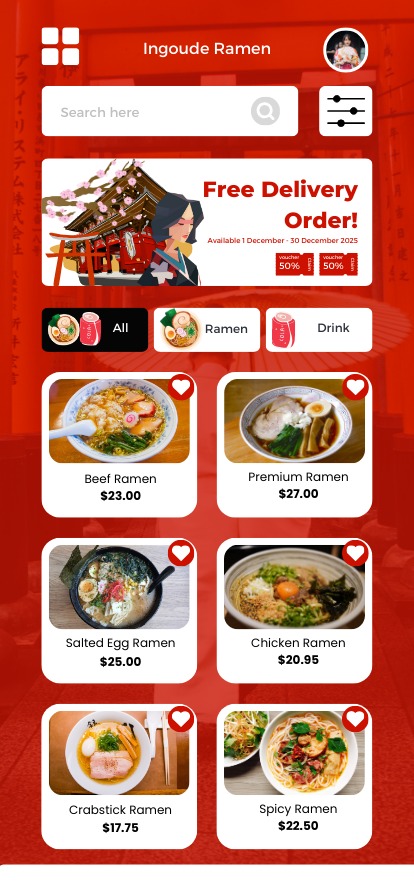 Ingoude Ramen
Search here
Free Delivery
Order!
Available 1 December - 30 December 2025
voucher
50%
Claim
voucher
50%
Claim
All
Ramen
Drink
Beef Ramen
$23.00
Premium Ramen
$27.00
Salted Egg Ramen
$25.00
Chicken Ramen
$20.95
Crabstick Ramen
$17.75
Spicy Ramen
$22.50